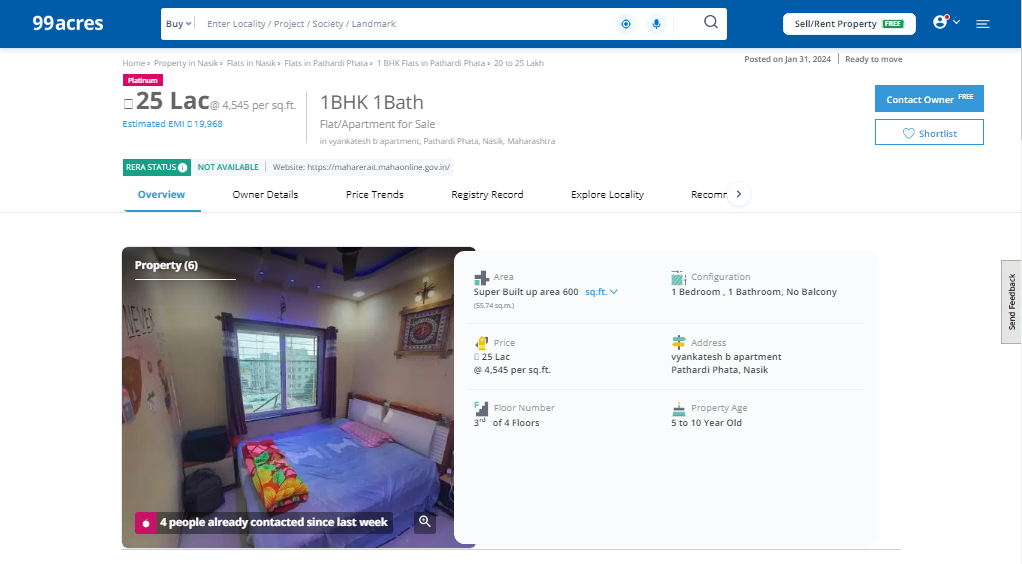 99acres
Buy
Enter Locality / Project / Society / Landmark
Sell/Rent Property FREE
Home › Property in Nasik › Flats in Nasik › Flats in Pathardi Phata › 1 BHK Flats in Pathardi Phata › 20 to 25 Lakh
Posted on Jan 31, 2024 | Ready to move
Platinum
25 Lac @ 4,545 per sq.ft.
Estimated EMI 19,968
1BHK 1Bath
Flat/Apartment for Sale
in vyankatesh b apartment, Pathardi Phata, Nasik, Maharashtra
Contact Owner FREE
Shortlist
RERA STATUS NOT AVAILABLE | Website: https://maharerait.mahaonline.gov.in/
Overview
Owner Details
Price Trends
Registry Record
Explore Locality
Recomm
Property (6)
NEVER
4 people already contacted since last week
Area
Super Built up area 600 sq.ft.
(55.74 sq.m.)
Configuration
1 Bedroom , 1 Bathroom, No Balcony
Price
25 Lac
@ 4,545 per sq.ft.
Address
vyankatesh b apartment
Pathardi Phata, Nasik
Floor Number
3rd of 4 Floors
Property Age
5 to 10 Year Old
Send Feedback